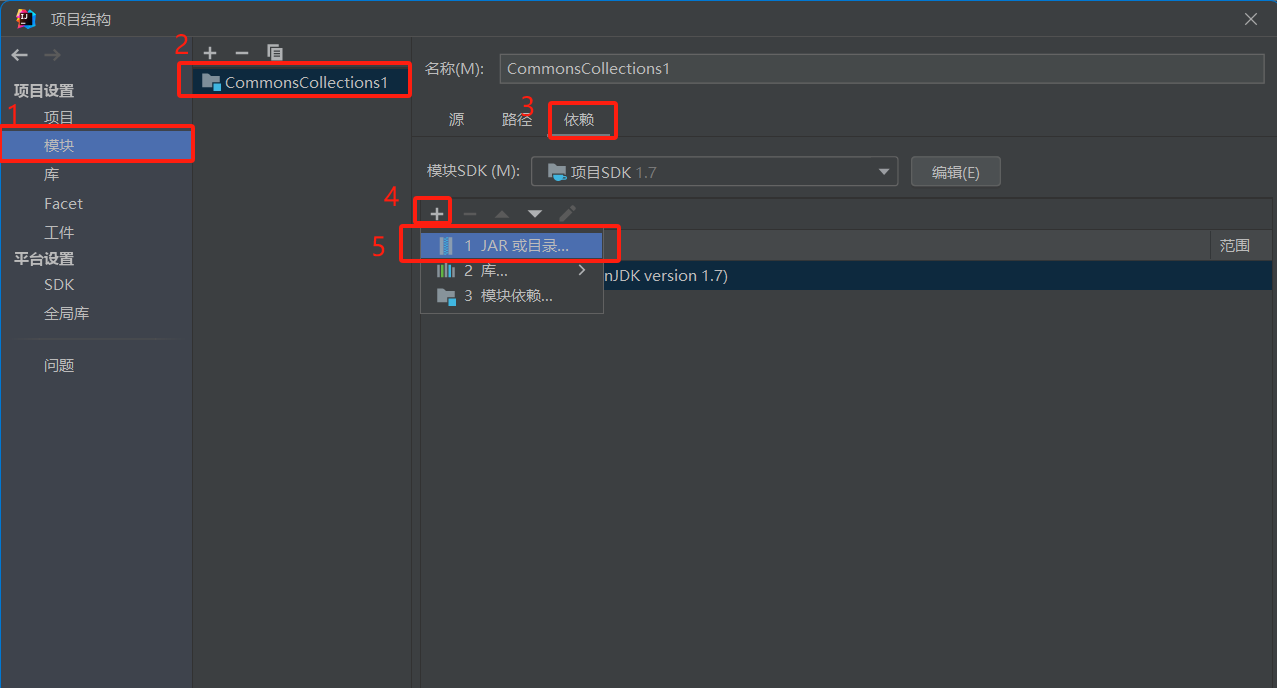 项目结构
2
项目设置
CommonsCollections1
名称(M): CommonsCollections1
1 项目
3
源 路径 依赖
模块
库
模块SDK (M): 项目SDK 1.7 编辑(E)
Facet
4
工件
5 1 JAR 或目录... 范围
平台设置
2 库... nJDK version 1.7)
SDK
3 模块依赖...
全局库
问题